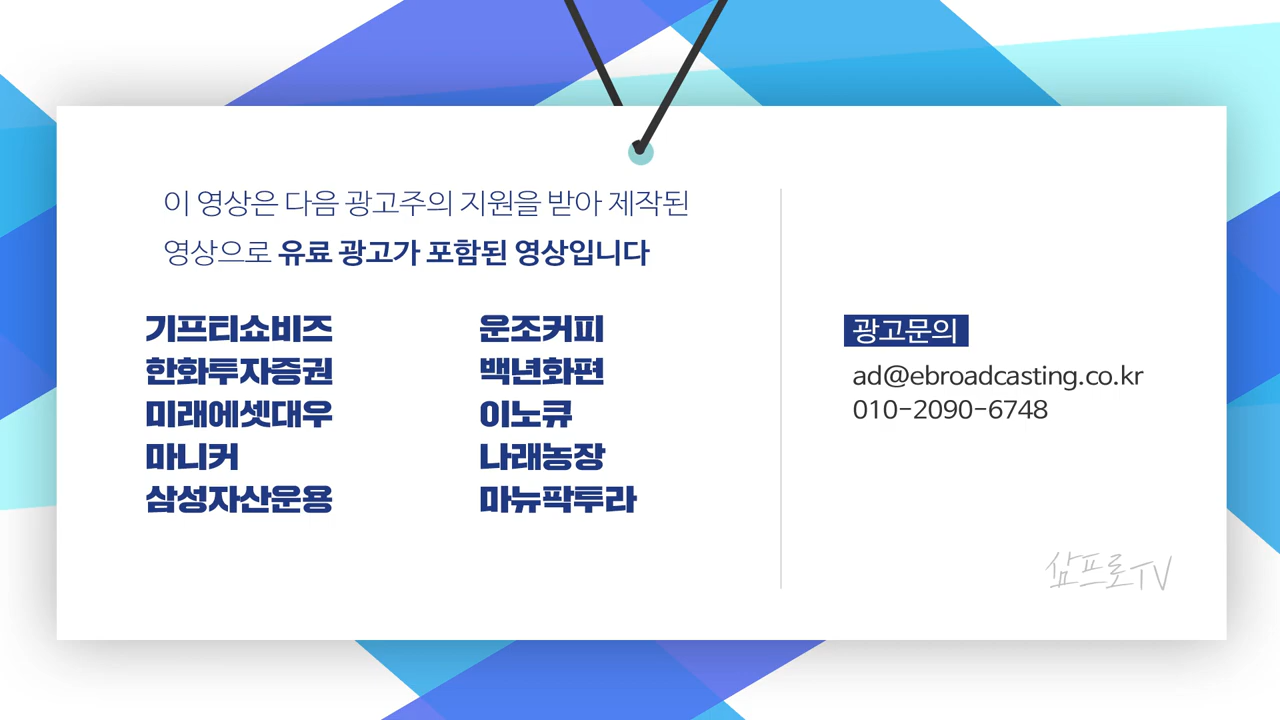 이 영상은 다음 광고주의 지원을 받아 제작된
영상으로 유료 광고가 포함된 영상입니다
기프티쇼비즈
한화투자증권
미래에셋대우
마니커
삼성자산운용
운조커피
백년화편
이노큐
나래농장
마뉴팍투라
광고문의
ad@ebroadcasting.co.kr
010-2090-6748
삼프로TV